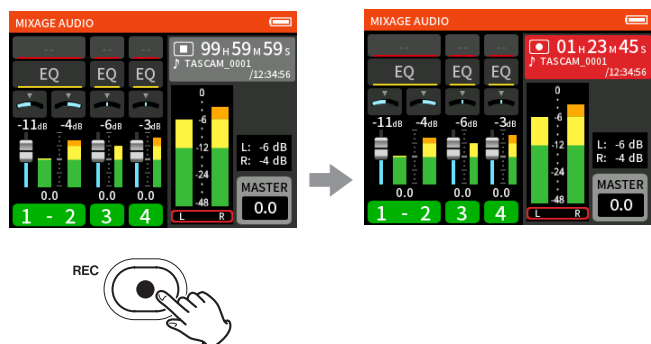 MIXAGE AUDIO
-- -- --
EQ EQ EQ
-11dB -4dB -6dB -3dB
0.0 0.0 0.0
1 - 2 3 4
99H59M59S
♪ TASCAM_0001
/12:34:56
0
-6
-12
-24
-48
L R
L: -6 dB
R: -4 dB
MASTER
0.0
MIXAGE AUDIO
-- -- --
EQ EQ EQ
-11dB -4dB -6dB -3dB
0.0 0.0 0.0
1 - 2 3 4
01H23M45S
♪ TASCAM_0001
/12:34:56
0
-6
-12
-24
-48
L R
L: -6 dB
R: -4 dB
MASTER
0.0
REC